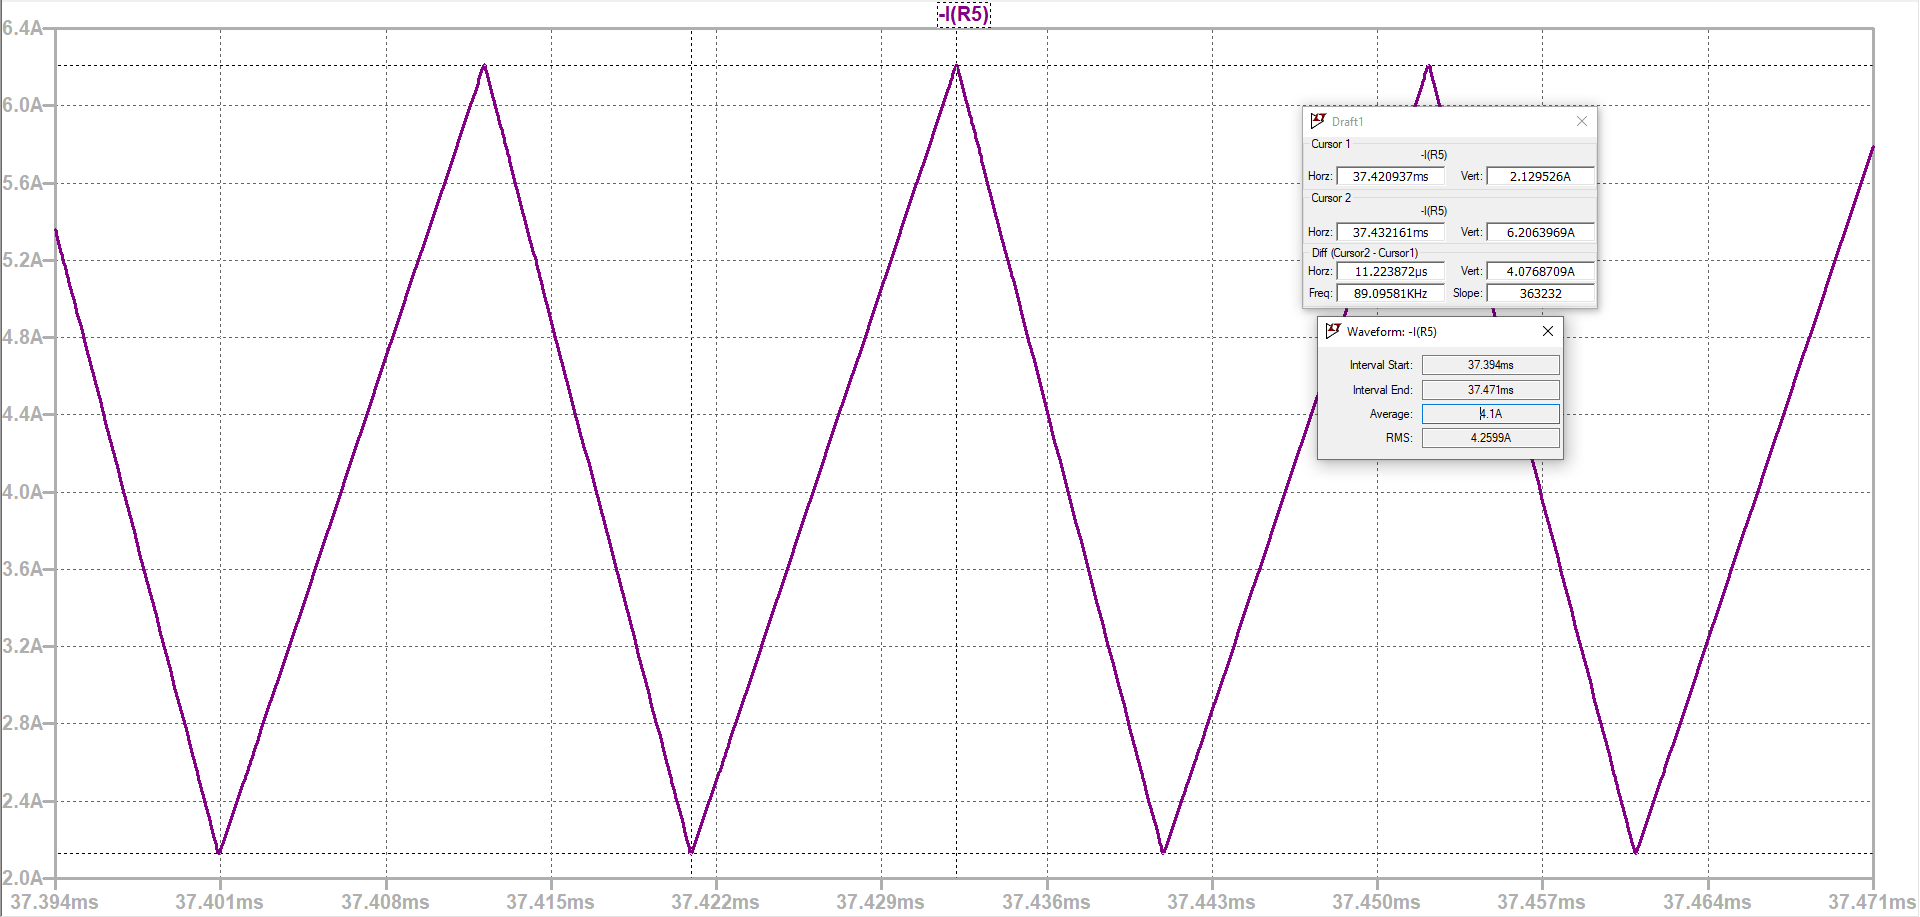 -I(R5)
6.4A
6.0A
5.6A
5.2A
4.8A
4.4A
4.0A
3.6A
3.2A
2.8A
2.4A
2.0A
37.394ms 37.401ms 37.408ms 37.415ms 37.422ms 37.429ms 37.436ms 37.443ms 37.450ms 37.457ms 37.464ms 37.471ms
Draft1
Cursor 1
-I(R5)
Horz: 37.420937ms Vert: 2.129526A
Cursor 2
-I(R5)
Horz: 37.432161ms Vert: 6.2063969A
Diff (Cursor2 - Cursor1)
Horz: 11.223872µs Vert: 4.0768709A
Freq: 89.09581KHz Slope: 363232
Waveform: -I(R5)
Interval Start: 37.394ms
Interval End: 37.471ms
Average: 4.1A
RMS: 4.2599A